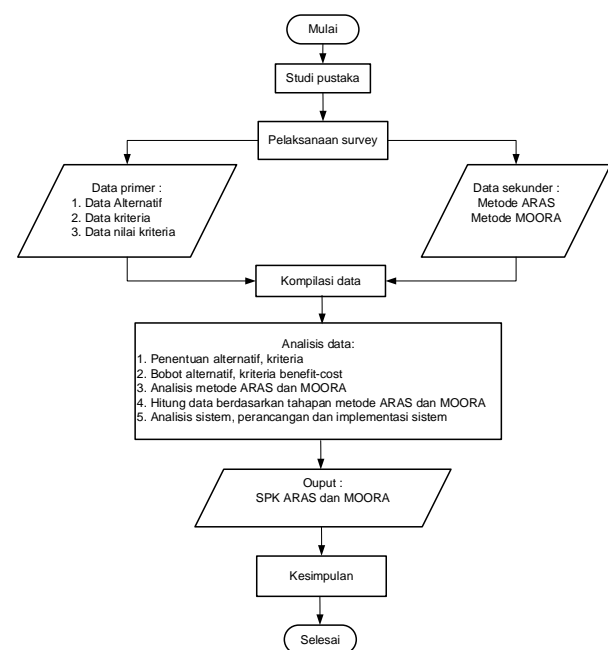 Mulai
Studi pustaka
Pelaksanaan survey
Data primer :
1. Data Alternatif
2. Data kriteria
3. Data nilai kriteria
Data sekunder :
Metode ARAS
Metode MOORA
Kompilasi data
Analisis data:
1. Penentuan alternatif, kriteria
2. Bobot alternatif, kriteria benefit-cost
3. Analisis metode ARAS dan MOORA
4. Hitung data berdasarkan tahapan metode ARAS dan MOORA
5. Analisis sistem, perancangan dan implementasi sistem
Ouput :
SPK ARAS dan MOORA
Kesimpulan
Selesai